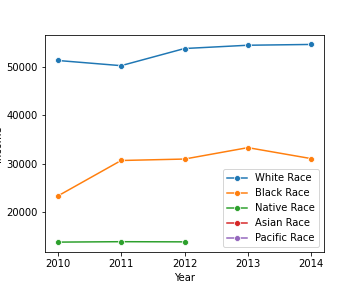 50000
40000
30000
20000
2010 2011 2012 2013 2014
Year
White Race
Black Race
Native Race
Asian Race
Pacific Race